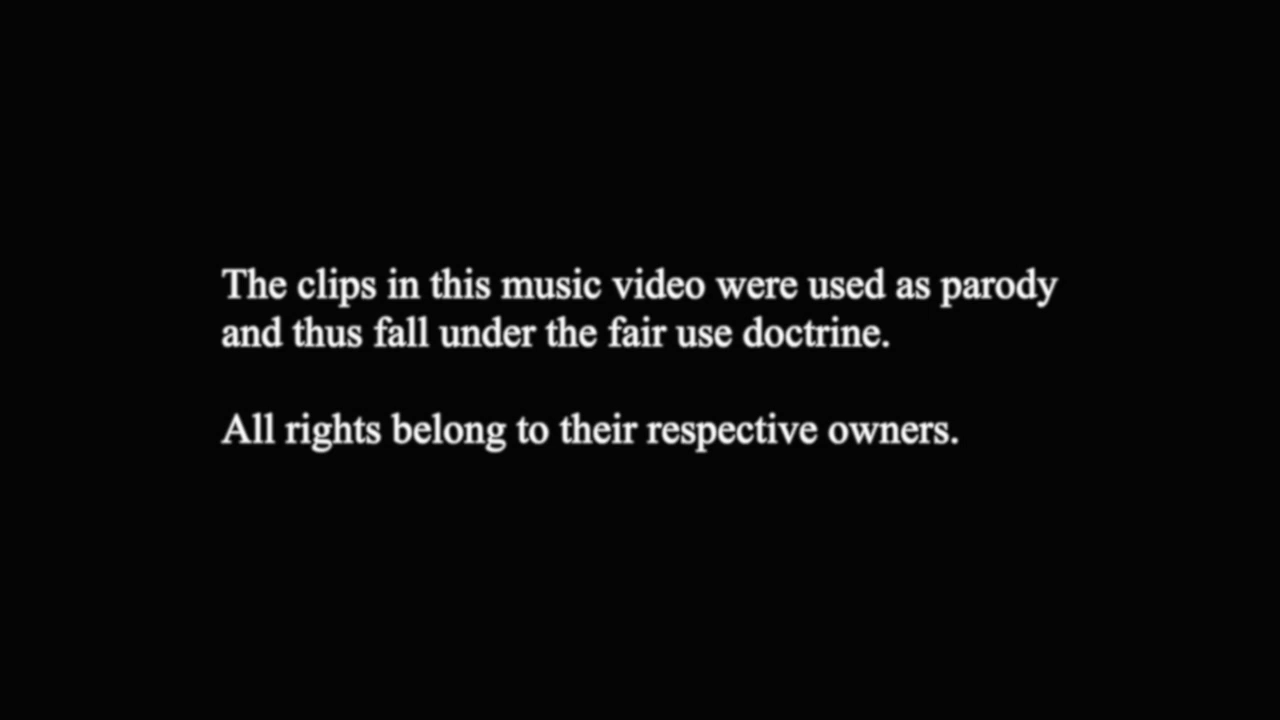 The clips in this music video were used as parody
and thus fall under the fair use doctrine.
All rights belong to their respective owners.